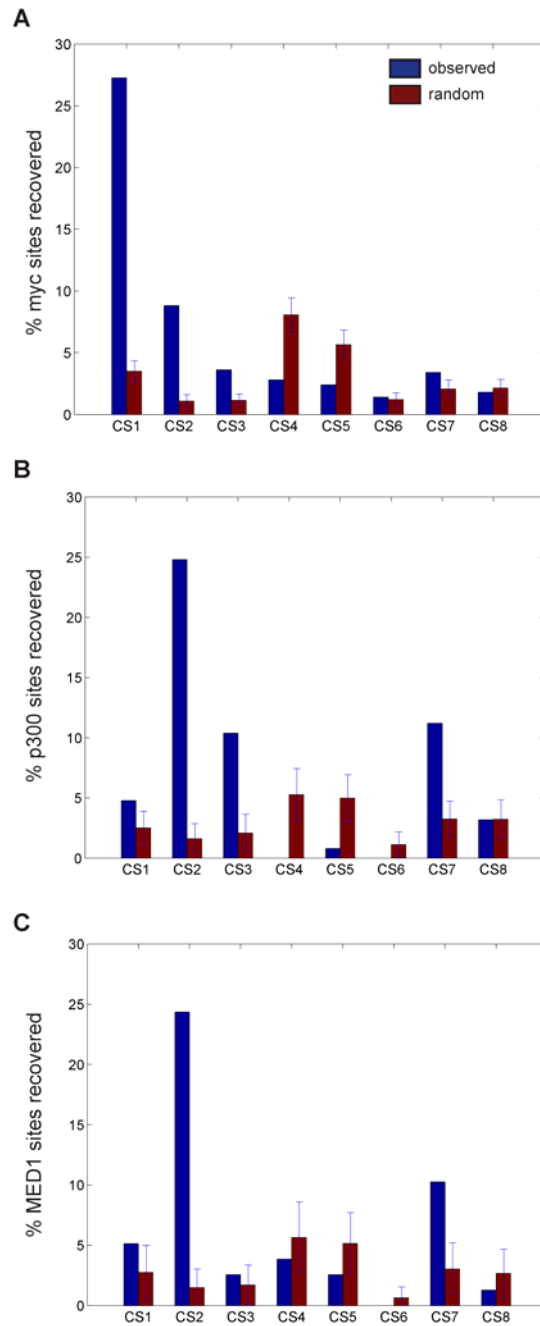 A
% myc sites recovered
30
25
20
15
10
5
0
observed
random
CS1 CS2 CS3 CS4 CS5 CS6 CS7 CS8
B
% p300 sites recovered
30
25
20
15
10
5
0
CS1 CS2 CS3 CS4 CS5 CS6 CS7 CS8
C
% MED1 sites recovered
30
25
20
15
10
5
0
CS1 CS2 CS3 CS4 CS5 CS6 CS7 CS8